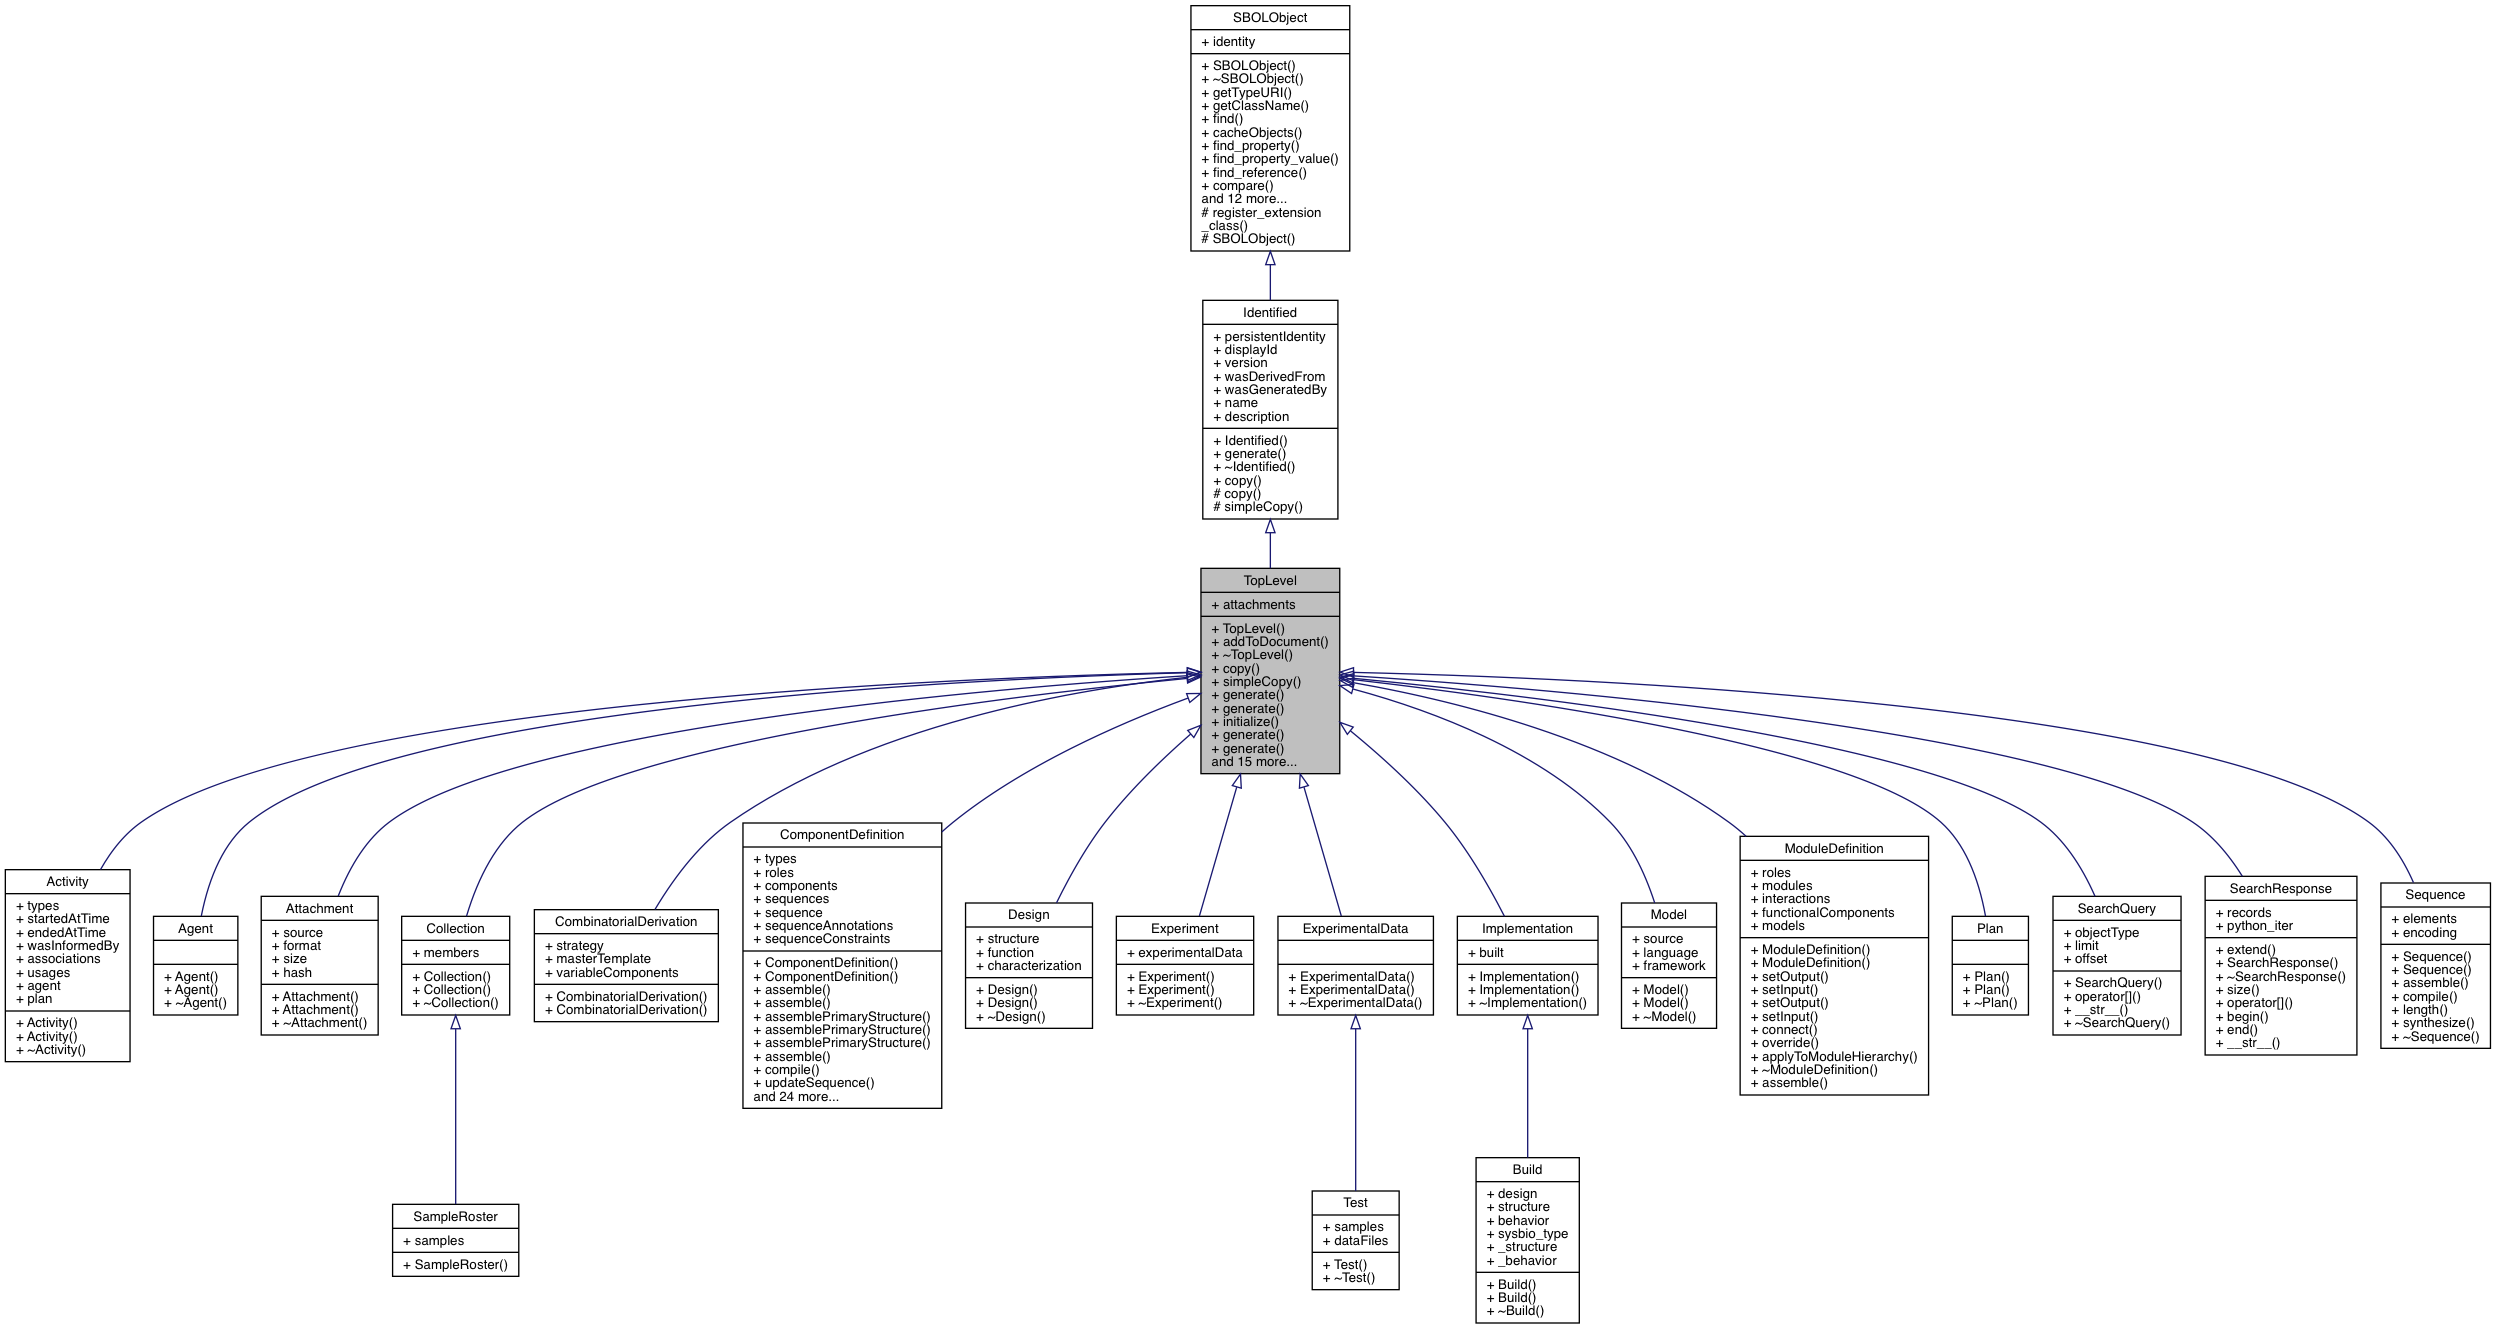 SBOLObject
+ identity
+ SBOLObject()
+ ~SBOLObject()
+ getTypeURI()
+ getClassName()
+ find()
+ cacheObjects()
+ find_property()
+ find_property_value()
+ find_reference()
+ compare()
and 12 more...
# register_extension
_class()
# SBOLObject()
Identified
+ persistentIdentity
+ displayId
+ version
+ wasDerivedFrom
+ wasGeneratedBy
+ name
+ description
+ Identified()
+ generate()
+ ~Identified()
+ copy()
# copy()
# simpleCopy()
TopLevel
+ attachments
+ TopLevel()
+ addToDocument()
+ ~TopLevel()
+ copy()
+ simpleCopy()
+ generate()
+ generate()
+ initialize()
+ generate()
+ generate()
and 15 more...
Activity
+ types
+ startedAtTime
+ endedAtTime
+ wasInformedBy
+ associations
+ usages
+ agent
+ plan
+ Activity()
+ Activity()
+ ~Activity()
Agent
+ Agent()
+ Agent()
+ ~Agent()
Attachment
+ source
+ format
+ size
+ hash
+ Attachment()
+ Attachment()
+ ~Attachment()
Collection
+ members
+ Collection()
+ Collection()
+ ~Collection()
CombinatorialDerivation
+ strategy
+ masterTemplate
+ variableComponents
+ CombinatorialDerivation()
+ CombinatorialDerivation()
ComponentDefinition
+ types
+ roles
+ components
+ sequences
+ sequence
+ sequenceAnnotations
+ sequenceConstraints
+ ComponentDefinition()
+ ComponentDefinition()
+ assemble()
+ assemble()
+ assemblePrimaryStructure()
+ assemblePrimaryStructure()
+ assemblePrimaryStructure()
+ assemble()
+ compile()
+ updateSequence()
and 24 more...
Design
+ structure
+ function
+ characterization
+ Design()
+ Design()
+ ~Design()
Experiment
+ experimentalData
+ Experiment()
+ Experiment()
+ ~Experiment()
ExperimentalData
+ ExperimentalData()
+ ExperimentalData()
+ ~ExperimentalData()
Implementation
+ built
+ Implementation()
+ Implementation()
+ ~Implementation()
Model
+ source
+ language
+ framework
+ Model()
+ Model()
+ ~Model()
ModuleDefinition
+ roles
+ modules
+ interactions
+ functionalComponents
+ models
+ ModuleDefinition()
+ ModuleDefinition()
+ setOutput()
+ setInput()
+ setOutput()
+ setInput()
+ connect()
+ override()
+ applyToModuleHierarchy()
+ ~ModuleDefinition()
+ assemble()
Plan
+ Plan()
+ Plan()
+ ~Plan()
SearchQuery
+ objectType
+ limit
+ offset
+ SearchQuery()
+ operator[]()
+ __str__()
+ ~SearchQuery()
SearchResponse
+ records
+ python_iter
+ extend()
+ SearchResponse()
+ ~SearchResponse()
+ size()
+ operator[]()
+ begin()
+ end()
+ __str__()
Sequence
+ elements
+ encoding
+ Sequence()
+ Sequence()
+ assemble()
+ compile()
+ length()
+ synthesize()
+ ~Sequence()
SampleRoster
+ samples
+ SampleRoster()
Test
+ samples
+ dataFiles
+ Test()
+ ~Test()
Build
+ design
+ structure
+ behavior
+ sysbio_type
+ _structure
+ _behavior
+ Build()
+ Build()
+ ~Build()